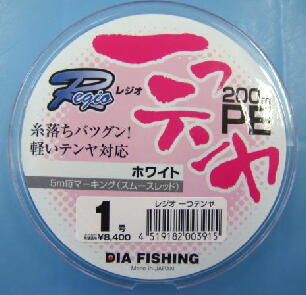 Regio レジオ
一つテンヤ
200m
PE
糸落ちバツグン!
軽いテンヤ対応
ホワイト
5m毎マーキング(スムースレッド)
1号
¥8,400
レジオ 一つテンヤ
4 519182 003915
DIA FISHING
Made in JAPAN